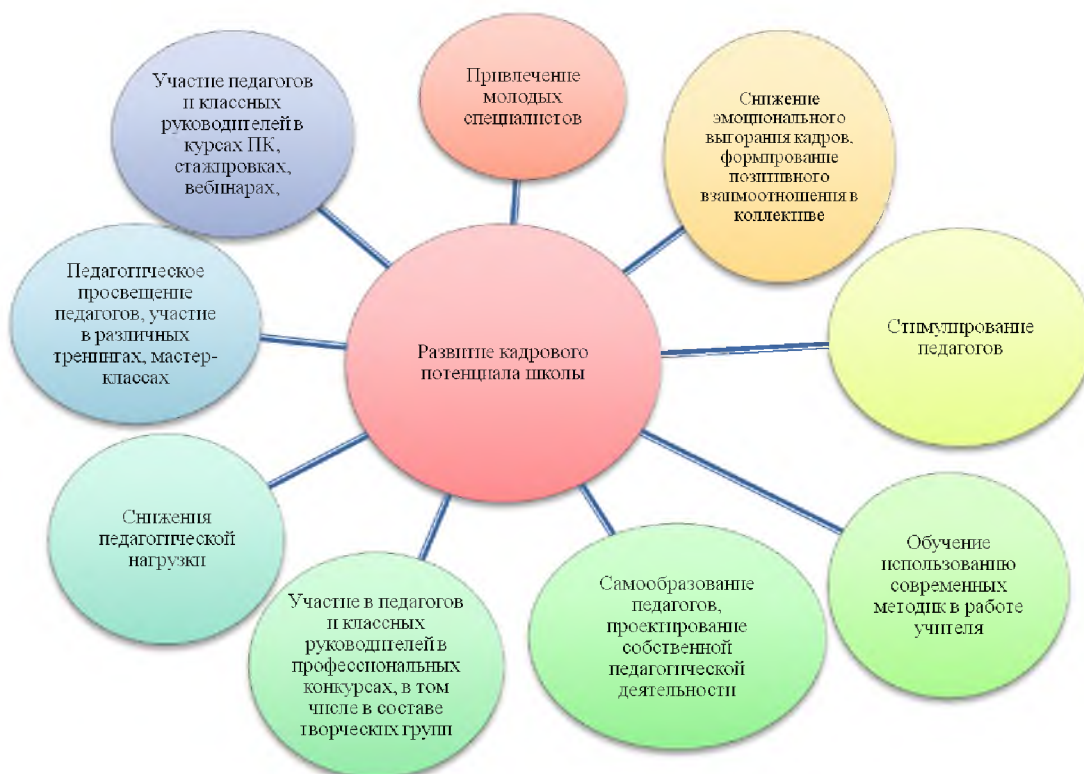 Участие педагогов
и классных
руководителей в
курсах ПК,
стажировках,
вебинарах,
Привлечение
молодых
специалистов
Снижение
эмоционального
выгорания кадров,
формирование
позитивного
взаимоотношения в
коллективе
Педагогическое
просвещение
педагогов, участие
в различных
тренингах, мастер-
классах
Развитие кадрового
потенциала школы
Стимулирование
педагогов
Снижения
педагогической
нагрузки
Участие в педагогов
и классных
руководителей в
профессиональных
конкурсах, в том
числе в составе
творческих групп
Самообразование
педагогов,
проектирование
собственной
педагогической
деятельности
Обучение
использованию
современных
методик в работе
учителя